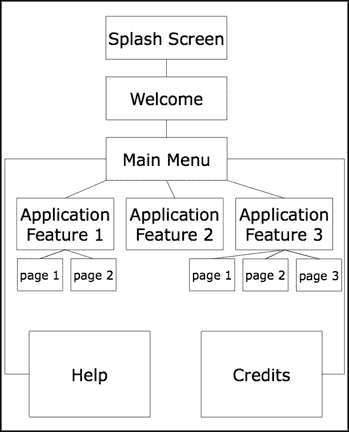 Splash Screen
Welcome
Main Menu
Application
Feature 1
Application
Feature 2
Application
Feature 3
page 1
page 2
page 1
page 2
page 3
Help
Credits